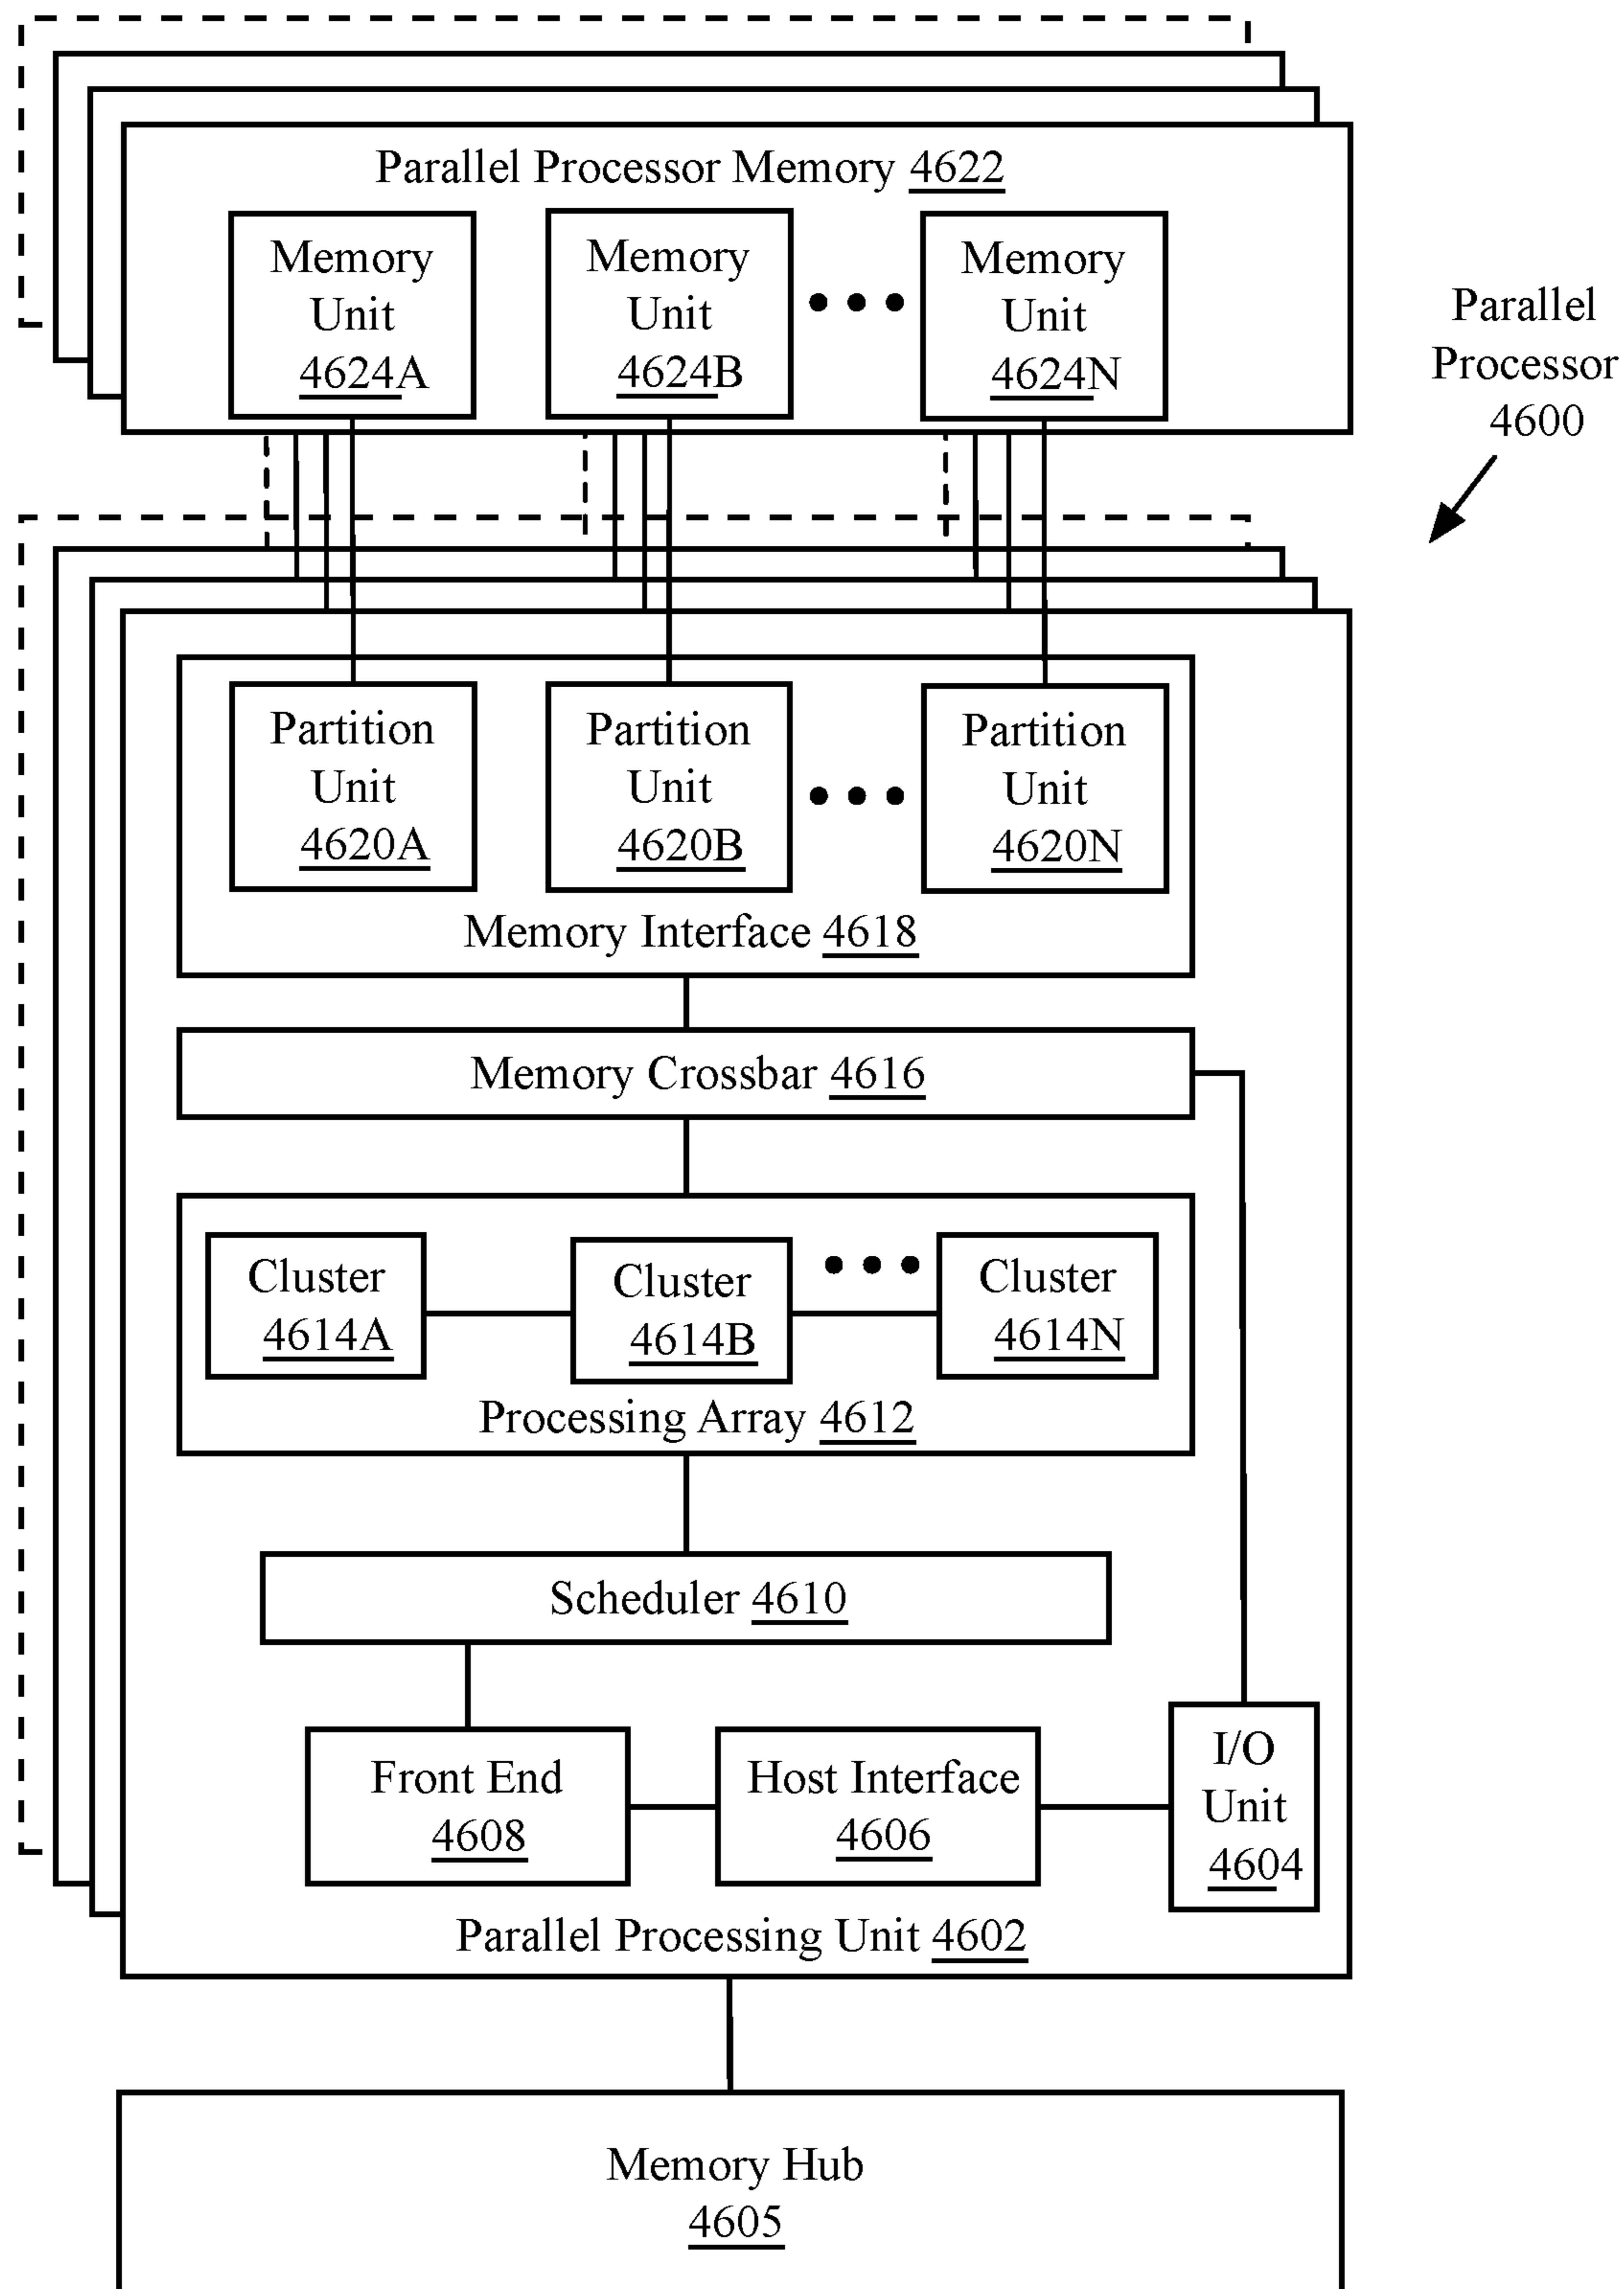 Parallel Processor Memory 4622
Memory
Unit
4624A
Memory
Unit
4624B
Memory
Unit
4624N
Parallel
Processor
4600
Partition
Unit
4620A
Partition
Unit
4620B
Partition
Unit
4620N
Memory Interface 4618
Memory Crossbar 4616
Cluster
4614A
Cluster
4614B
Cluster
4614N
Processing Array 4612
Scheduler 4610
Front End
4608
Host Interface
4606
I/O
Unit
4604
Parallel Processing Unit 4602
Memory Hub
4605